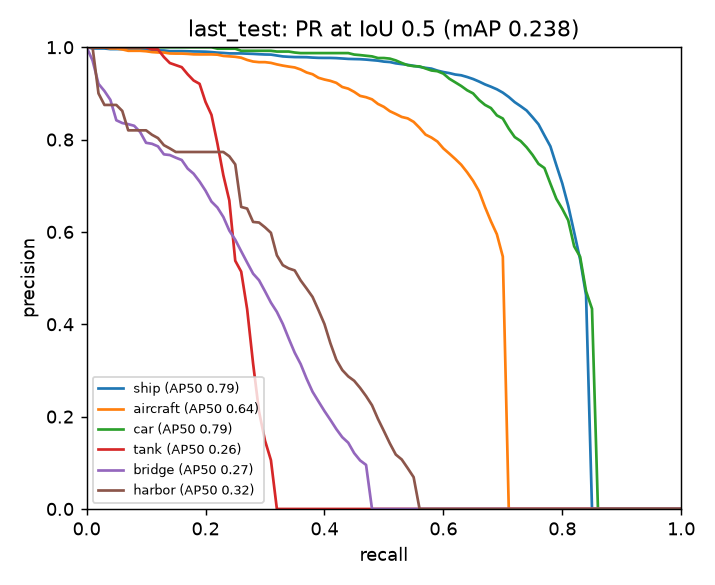 last_test: PR at IoU 0.5 (mAP 0.238)
1.0
0.8
0.6
0.4
0.2
0.0
precision
ship (AP50 0.79)
aircraft (AP50 0.64)
car (AP50 0.79)
tank (AP50 0.26)
bridge (AP50 0.27)
harbor (AP50 0.32)
0.0 0.2 0.4 0.6 0.8 1.0
recall